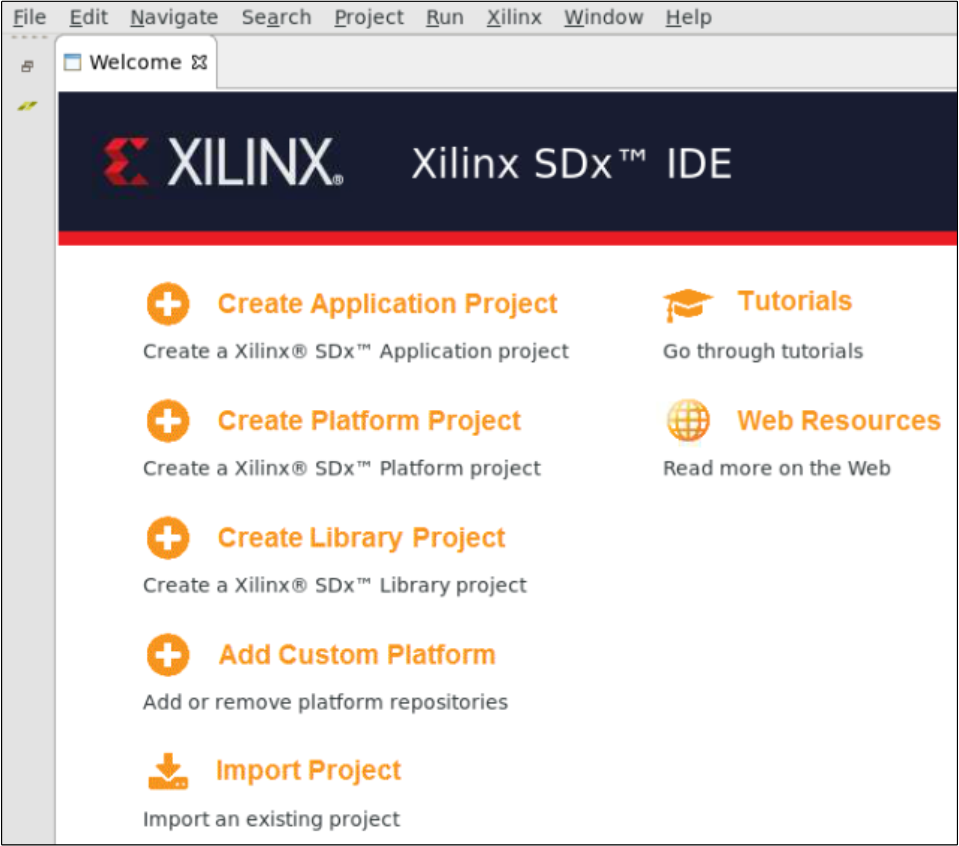 File Edit Navigate Search Project Run Xilinx Window Help
Welcome
XILINX® Xilinx SDx™ IDE
Create Application Project
Create a Xilinx® SDx™ Application project
Create Platform Project
Create a Xilinx® SDx™ Platform project
Create Library Project
Create a Xilinx® SDx™ Library project
Add Custom Platform
Add or remove platform repositories
Import Project
Import an existing project
Tutorials
Go through tutorials
Web Resources
Read more on the Web